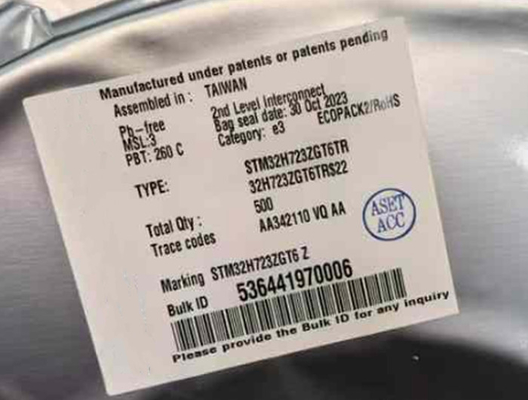 Manufactured under patents or patents pending
Assembled in : TAIWAN
Pb-free 2nd Level Interconnect
MSL:3 Bag seal date: 30 Oct 2023
PBT: 260 C Category: e3 ECOPACK2/RoHS
TYPE: STM32H723ZGT6TR
32H723ZGT6TR$22
Total Qty : 500
Trace codes AA342110 VQ AA
ASET
ACC
Marking STM32H723ZGT6 Z
Bulk ID 536441970006
Please provide the Bulk ID for any inquiry